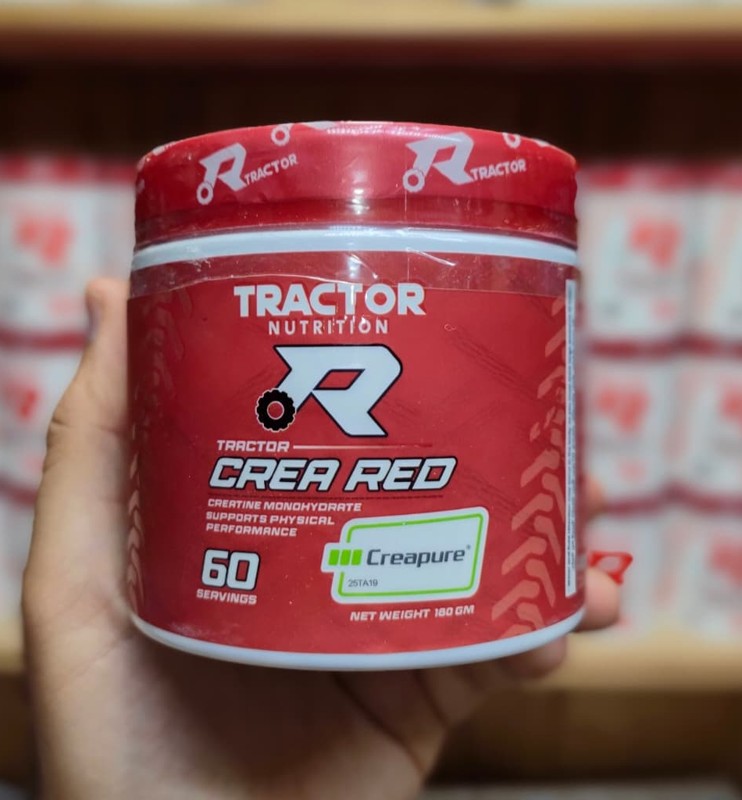 TRACTOR
TRACTOR
TRACTOR
NUTRITION
R
TRACTOR
CREA RED
CREATINE MONOHYDRATE
SUPPORTS PHYSICAL
PERFORMANCE
Creapure®
25TA19
60
SERVINGS
NET WEIGHT 180 GM